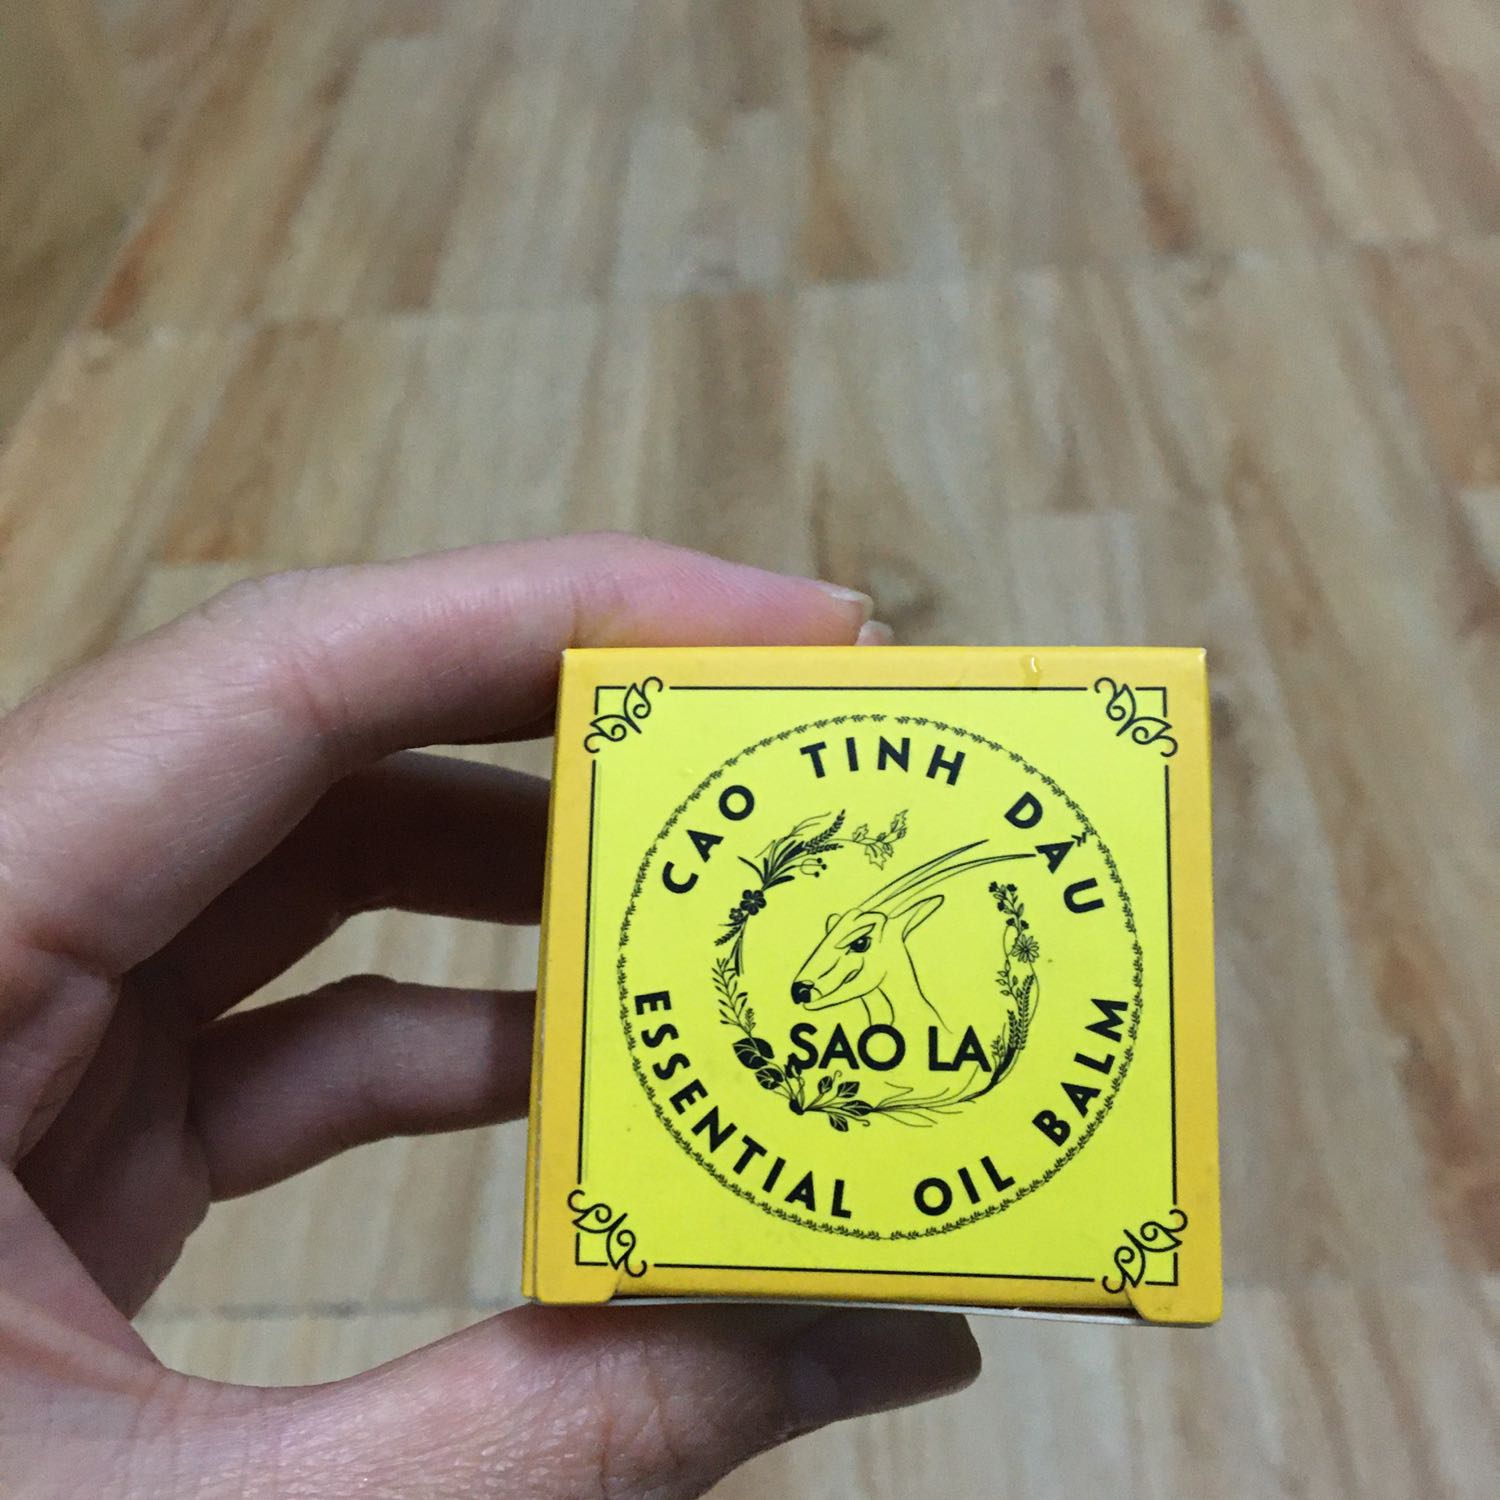 CAO TINH DẦU
SAO LA
ESSENTIAL OIL BALM